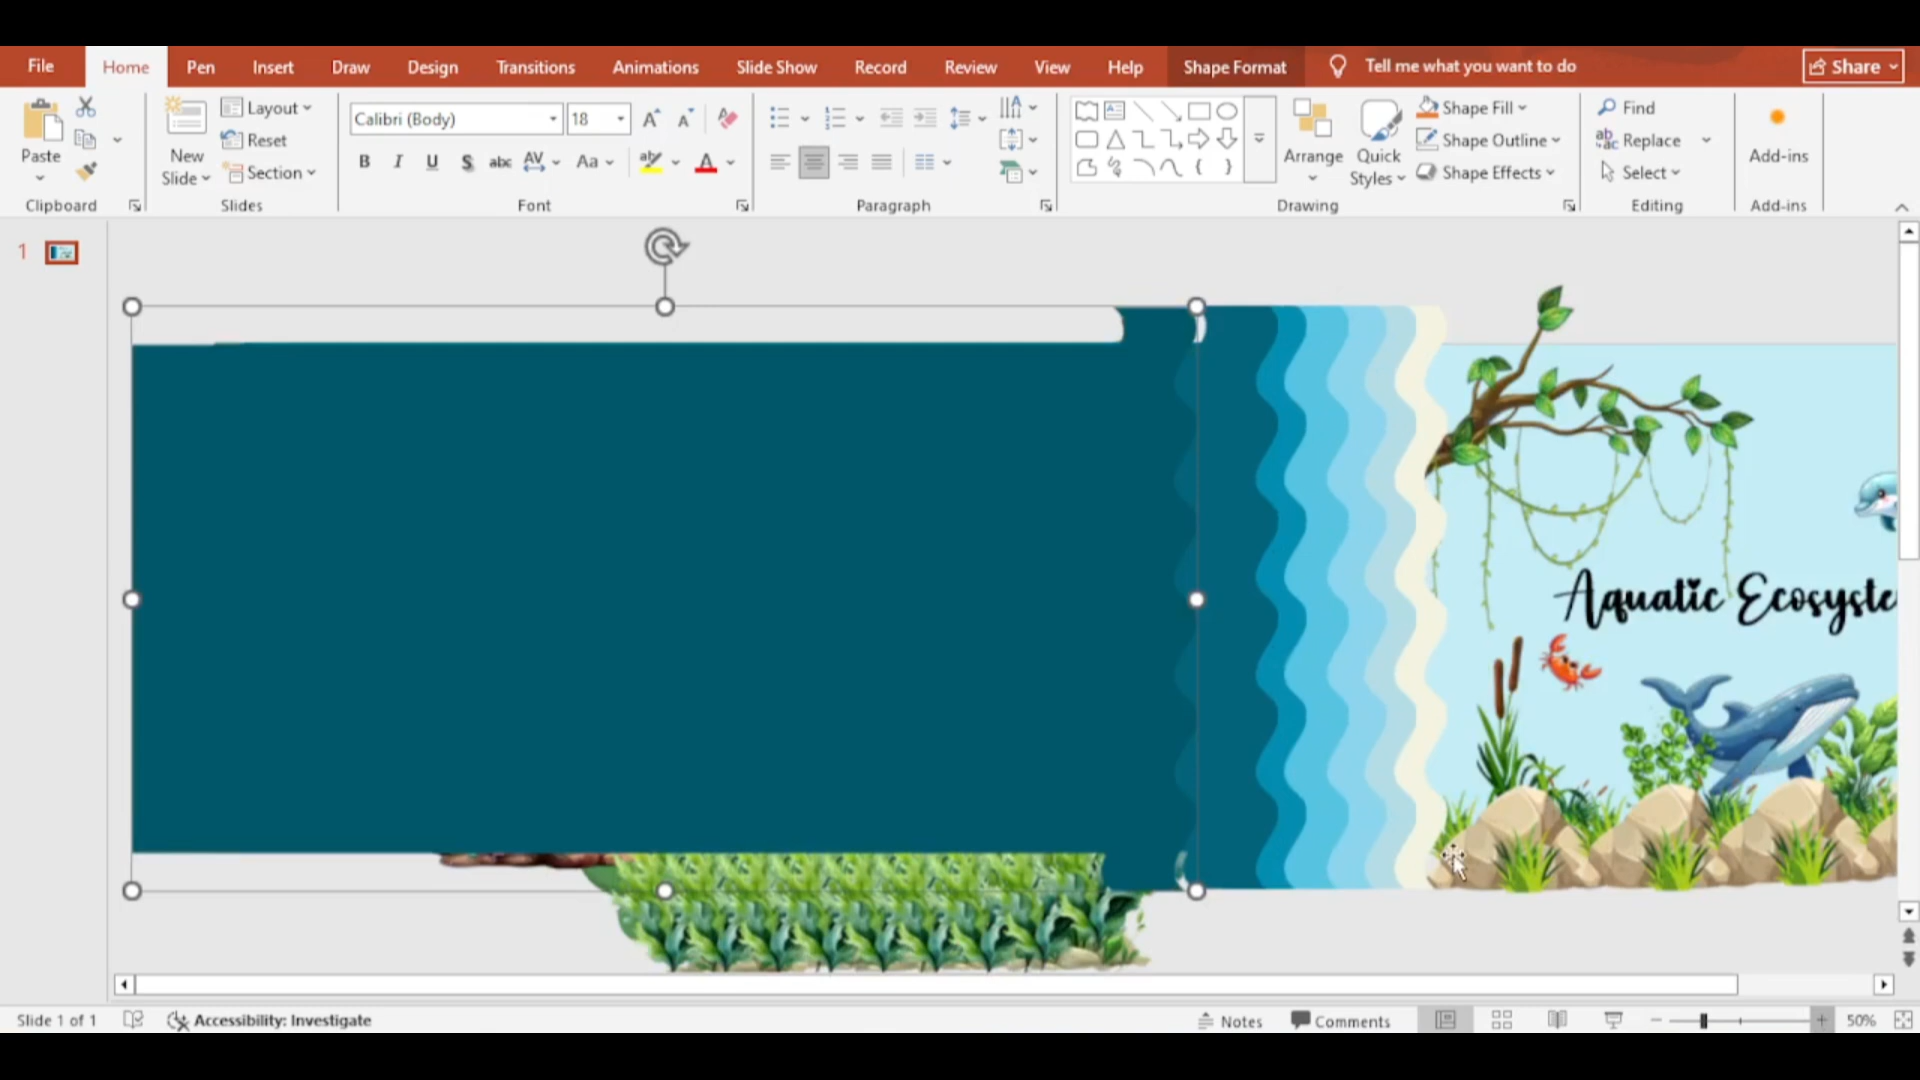 File Home Pen Insert Draw Design Transitions Animations Slide Show Record Review View Help Shape Format Tell me what you want to do Share
Paste
New Slide
Layout
Reset
Section
Calibri (Body) 18
B I U S abc AV Aa A
Arrange
Quick Styles
Shape Fill
Shape Outline
Shape Effects
Find
Replace
Select
Add-ins
Clipboard Slides Font Paragraph Drawing Editing Add-ins
1
Aquatic Ecosyste
Slide 1 of 1 Accessibility: Investigate Notes Comments 50%